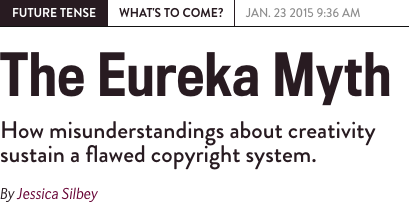 FUTURE TENSE WHAT'S TO COME? JAN. 23 2015 9:36 AM
The Eureka Myth
How misunderstandings about creativity
sustain a flawed copyright system.
By Jessica Silbey